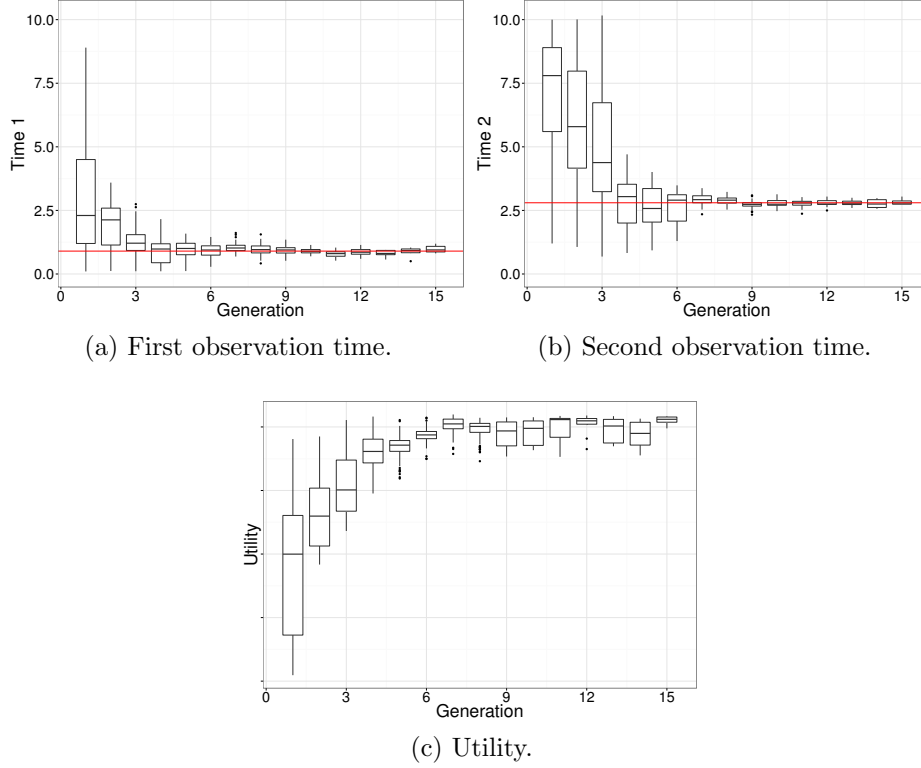 10.0
7.5
5.0
2.5
0.0
Time 1
0 3 6 9 12 15
Generation
(a) First observation time.
10.0
7.5
5.0
2.5
0.0
Time 2
0 3 6 9 12 15
Generation
(b) Second observation time.
Utility
0 3 6 9 12 15
Generation
(c) Utility.